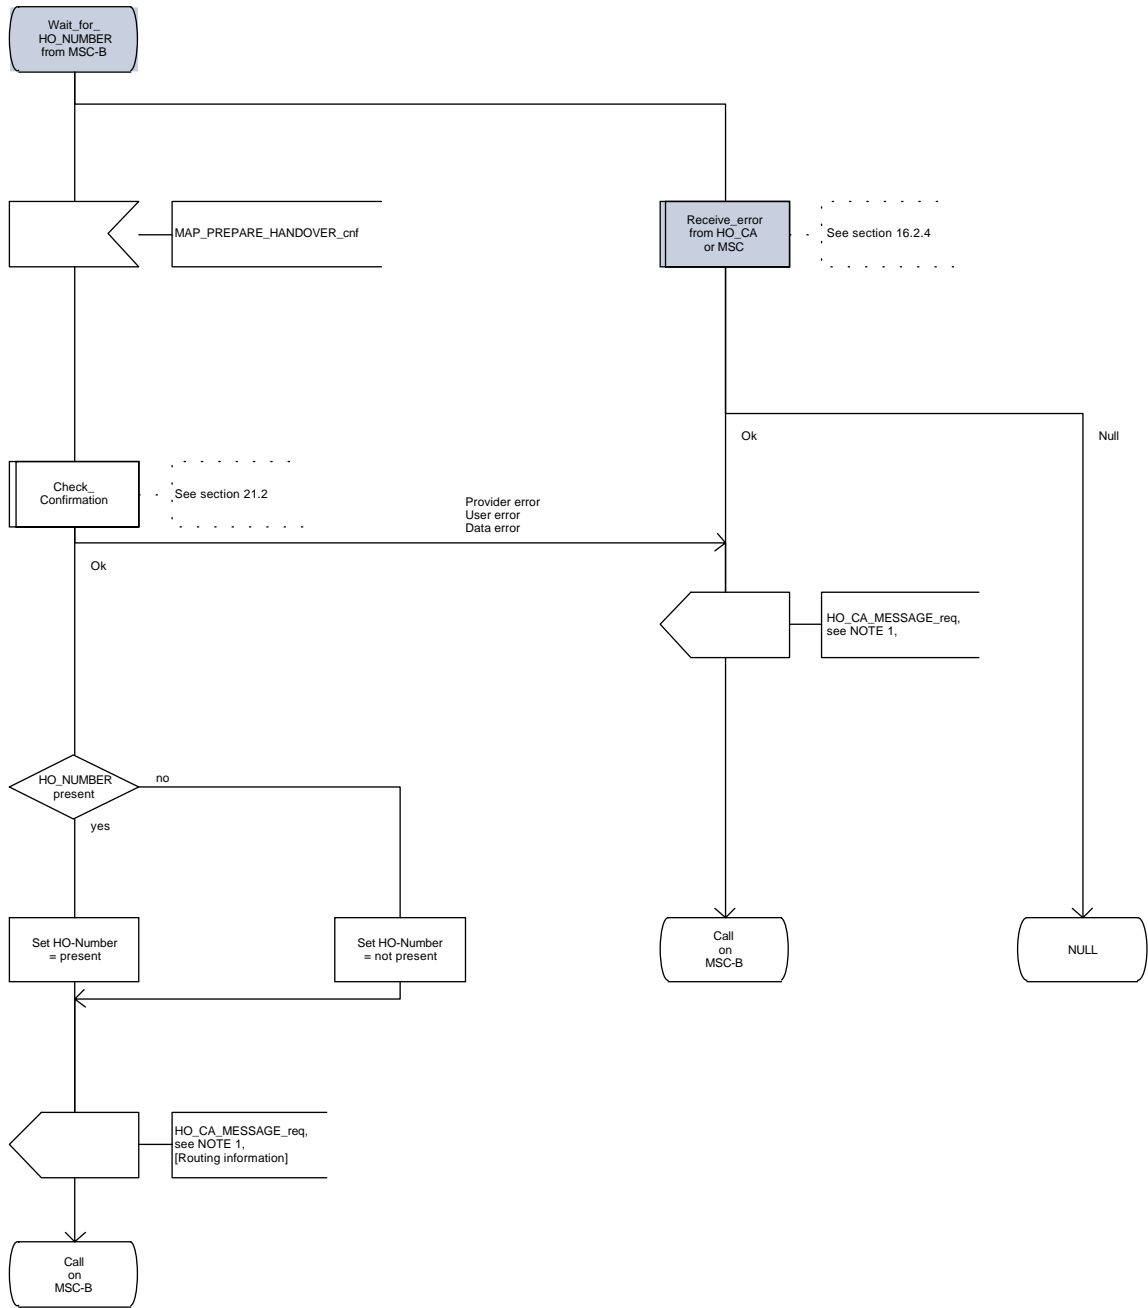 Wait_for_
HO_NUMBER
from MSC-B
MAP_PREPARE_HANDOVER_cnf
Receive_error
from HO_CA
or MSC
See section 16.2.4
Ok
Null
Check_
Confirmation
See section 21.2
Provider error
User error
Data error
Ok
HO_CA_MESSAGE_req,
see NOTE 1,
HO_NUMBER
present
no
yes
Set HO-Number
= present
Set HO-Number
= not present
Call
on
MSC-B
NULL
HO_CA_MESSAGE_req,
see NOTE 1,
[Routing information]
Call
on
MSC-B